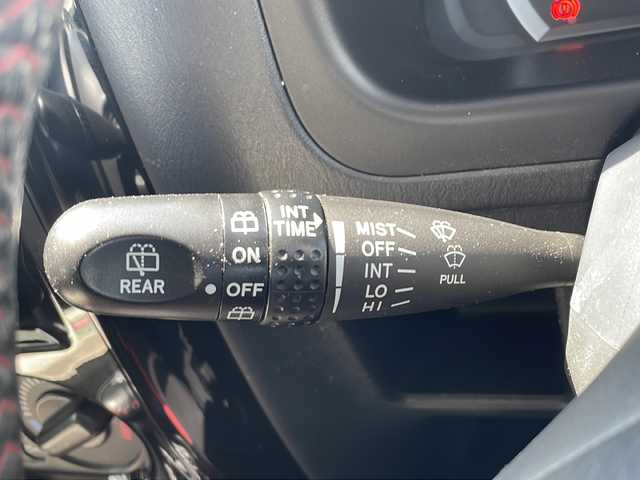 REAR
ON
OFF
INT
TIME
MIST
OFF
INT
LO
HI
PULL